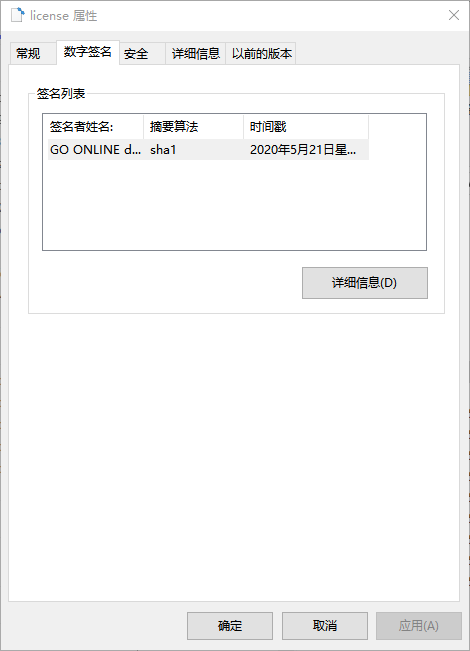 license 属性
常规 数字签名 安全 详细信息 以前的版本
签名列表
签名者姓名: 摘要算法 时间戳
GO ONLINE d... sha1 2020年5月21日星...
详细信息(D)
确定 取消 应用(A)